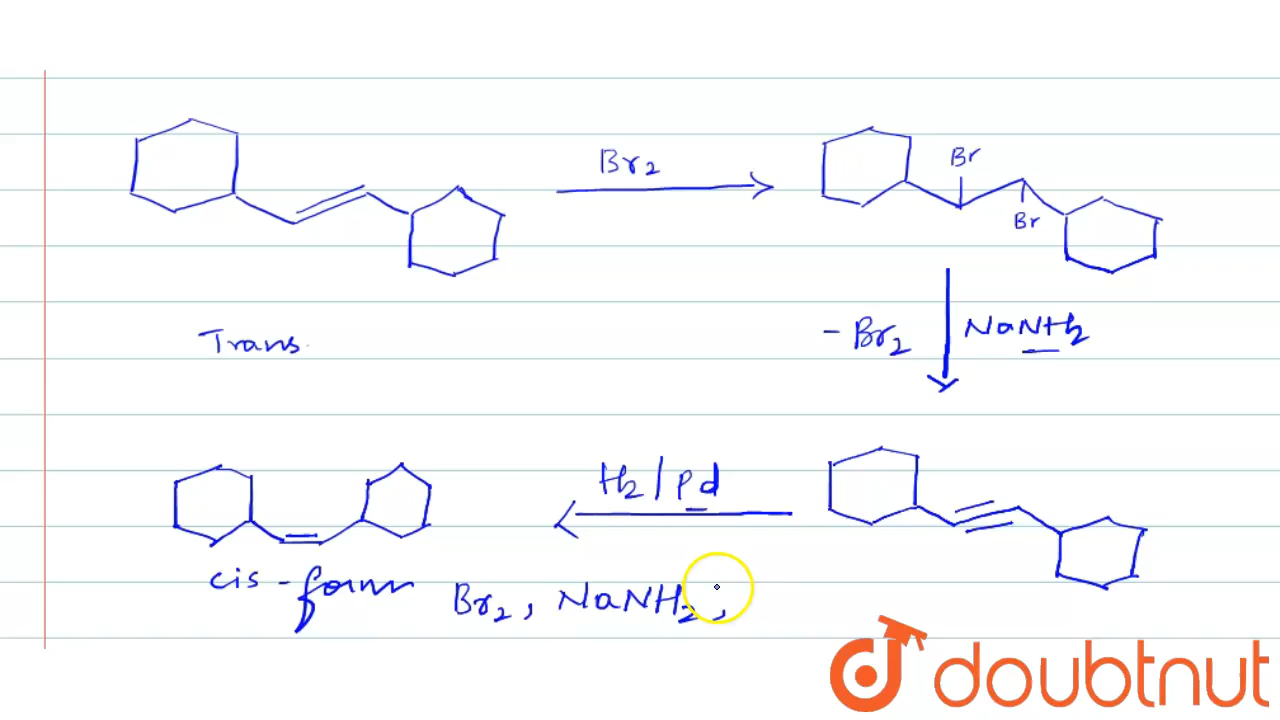 Br2
Br
Br
Trans
- Br2
NaNH2
H2/Pd
cis-form
Br2, NaNH2,
doubtnut